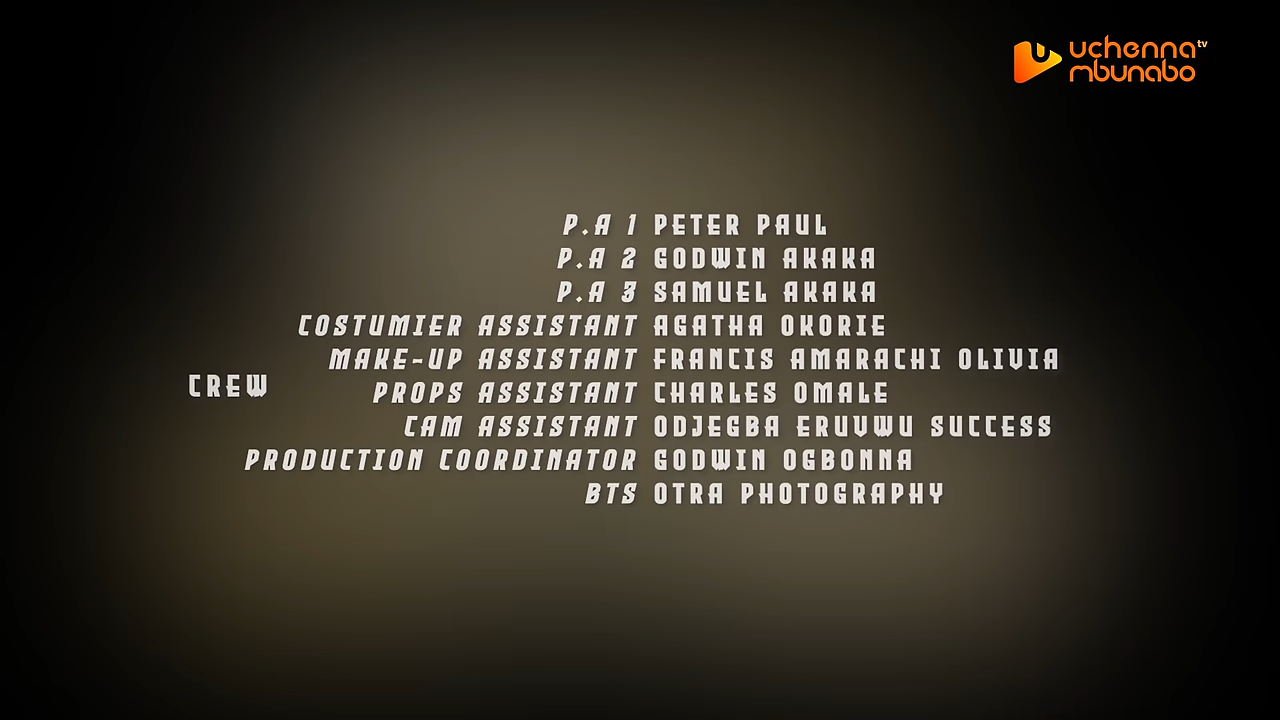 uchenna tv
mbunabo
P.A 1 PETER PAUL
P.A 2 GODWIN AKAKA
P.A 3 SAMUEL AKAKA
COSTUMIER ASSISTANT AGATHA OKORIE
MAKE-UP ASSISTANT FRANCIS AMARACHI OLIVIA
CREW
PROPS ASSISTANT CHARLES OMALE
CAM ASSISTANT ODJEGBA ERUVWU SUCCESS
PRODUCTION COORDINATOR GODWIN OGBONNA
BTS OTRA PHOTOGRAPHY